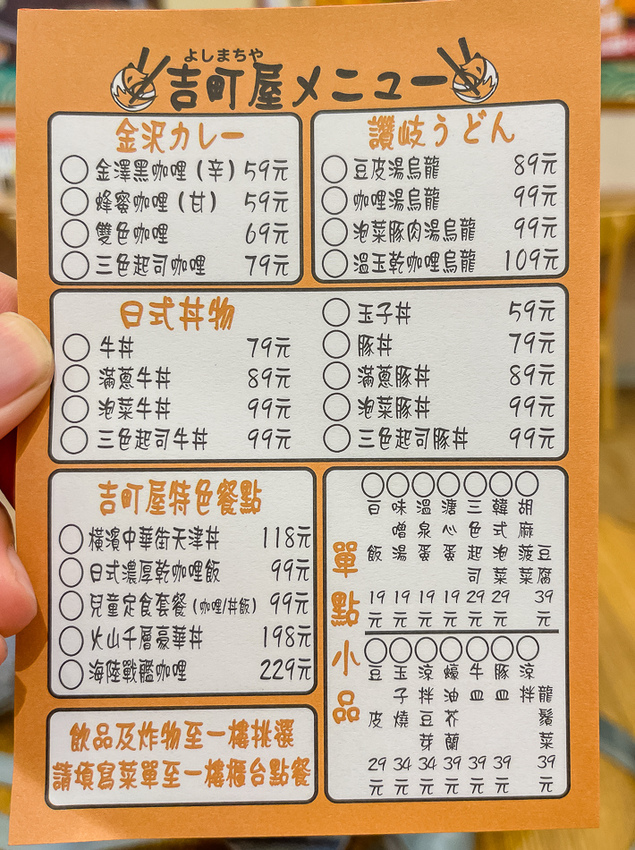 よしまちや
吉町屋メニュー
金沢カレー
金澤黑咖哩(辛) 59元
蜂蜜咖哩(甘) 59元
雙色咖哩 69元
三色起司咖哩 79元
讚岐うどん
豆皮湯烏龍 89元
咖哩湯烏龍 99元
泡菜豚肉湯烏龍 99元
溫玉乾咖哩烏龍 109元
日式丼物
牛丼 79元
滿蔥牛丼 89元
泡菜牛丼 99元
三色起司牛丼 99元
玉子丼 59元
豚丼 79元
滿蔥豚丼 89元
泡菜豚丼 99元
三色起司豚丼 99元
吉町屋特色餐點
橫濱中華街天津丼 118元
日式濃厚乾咖哩飯 99元
兒童定食套餐(咖哩/丼飯) 99元
火山千層豪華丼 198元
海陸戰艦咖哩 229元
飲品及炸物至一樓挑選
請填寫菜單至一樓櫃台點餐
單點小品
白飯 19元
味噌湯 19元
溫泉蛋 19元
溏心蛋 19元
三色起司 29元
韓式泡菜 29元
胡麻菠菜豆腐 39元
豆皮 29元
玉子燒 34元
涼拌豆芽 34元
蠔油芥蘭 39元
牛皿 39元
豚皿 39元
涼拌龍鬚菜 39元